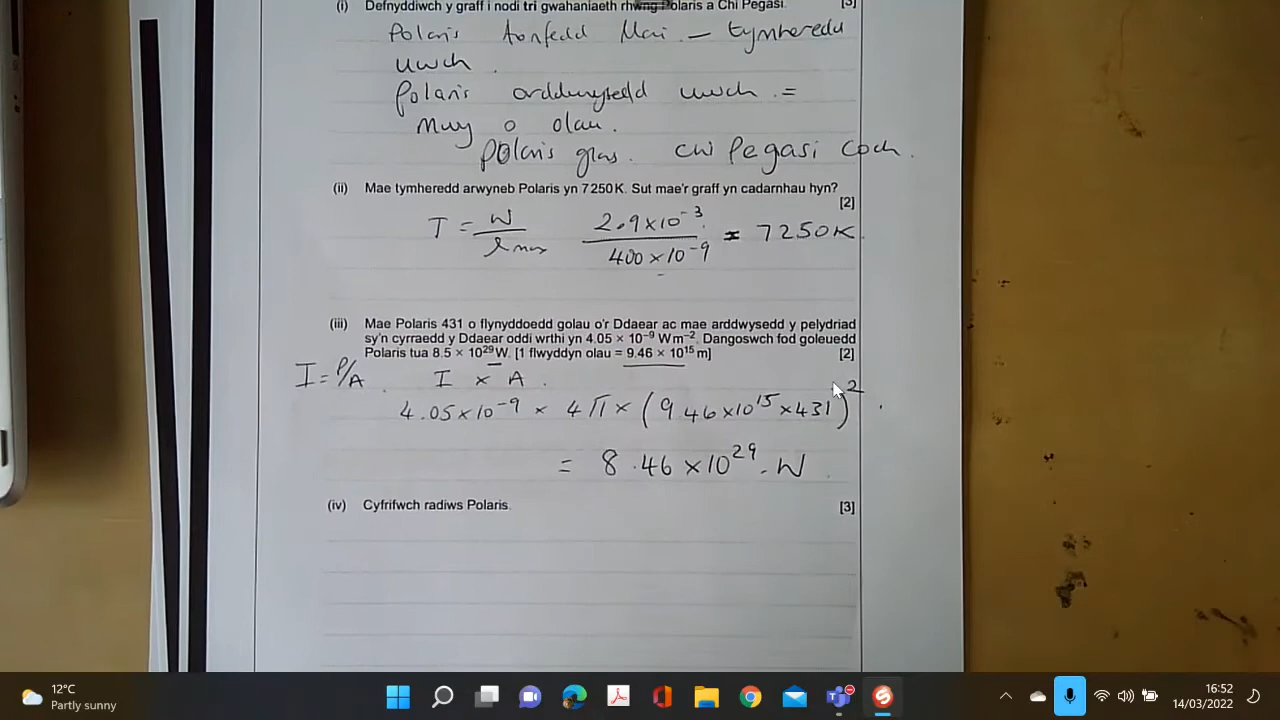 (i) Defnyddiwch y graff i nodi tri gwahaniaeth rhwng Polaris a Chi Pegasi. [3]
Polaris Tonfedd Mai. – tymheredd
uwch.
Polaris arddwysedd uwch. =
mwy o olau.
Polaris glas. Chi Pegasi Coch.
(ii) Mae tymheredd arwyneb Polaris yn 7250K. Sut mae'r graff yn cadarnhau hyn?
[2]
T = W/λmax 2.9×10⁻³/400×10⁻⁹ = 7250K
(iii) Mae Polaris 431 o flynyddoedd golau o'r Ddaear ac mae arddwysedd y pelydriad
sy'n cyrraedd y Ddaear oddi wrthi yn 4.05 × 10⁻⁹ W m⁻². Dangoswch fod goleuedd
Polaris tua 8.5 × 10²⁹ W. [1 flwyddyn olau = 9.46 × 10¹⁵ m] [2]
I = P/A. I × A.
4.05×10⁻⁹ × 4π × (9.46×10¹⁵×431)².
= 8.46×10²⁹. W
(iv) Cyfrifwch radiws Polaris. [3]
12°C
Partly sunny
16:52
14/03/2022